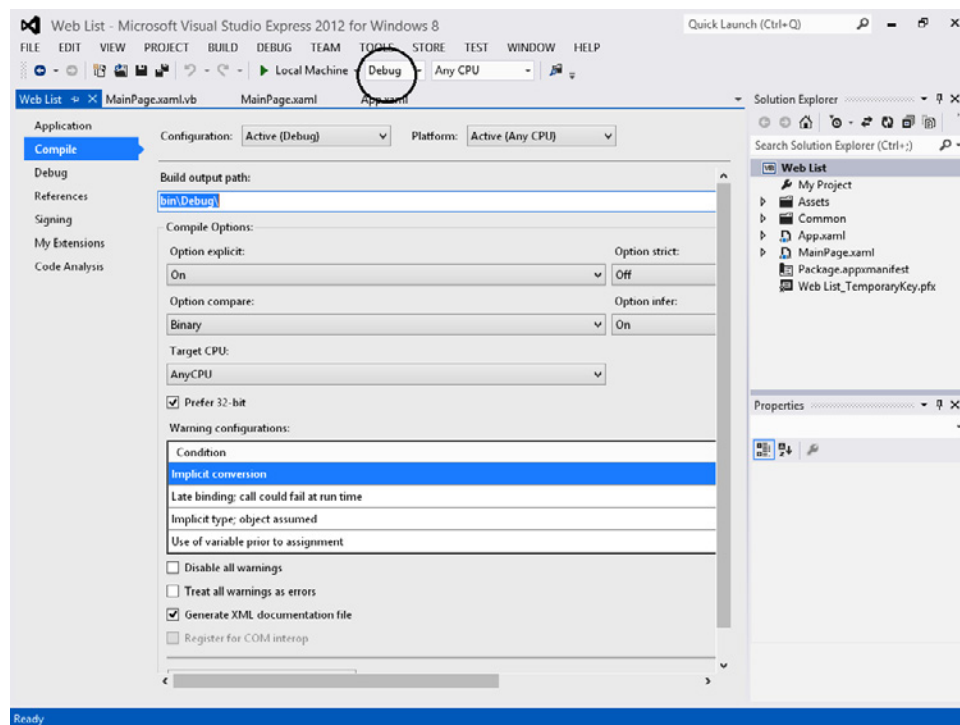 Web List - Microsoft Visual Studio Express 2012 for Windows 8
Quick Launch (Ctrl+Q)
FILE EDIT VIEW PROJECT BUILD DEBUG TEAM TOOLS STORE TEST WINDOW HELP
Local Machine Debug Any CPU
Web List MainPage.xaml.vb MainPage.xaml App.xaml
Application
Compile
Debug
References
Signing
My Extensions
Code Analysis
Configuration: Active (Debug) Platform: Active (Any CPU)
Build output path:
bin\Debug\
Compile Options:
Option explicit: Option strict:
On Off
Option compare: Option infer:
Binary On
Target CPU:
AnyCPU
Prefer 32-bit
Warning configurations:
Condition
Implicit conversion
Late binding; call could fail at run time
Implicit type; object assumed
Use of variable prior to assignment
Disable all warnings
Treat all warnings as errors
Generate XML documentation file
Register for COM interop
Solution Explorer
Search Solution Explorer (Ctrl+;)
VB Web List
My Project
Assets
Common
App.xaml
MainPage.xaml
Package.appxmanifest
Web List_TemporaryKey.pfx
Properties
Ready